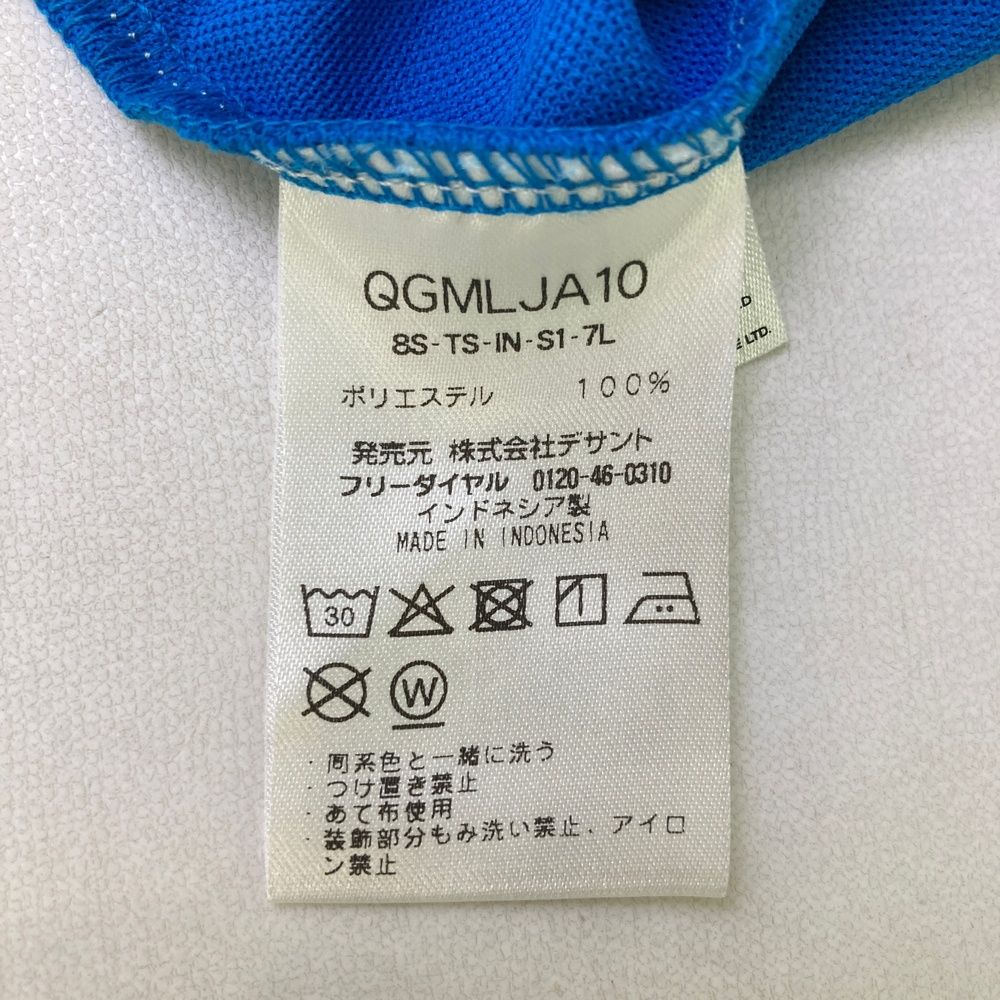 QGMLJA10
8S-TS-IN-S1-7L
ポリエステル 100%
発売元 株式会社デサント
フリーダイヤル 0120-46-0310
インドネシア製
MADE IN INDONESIA
30
W
・同系色と一緒に洗う
・つけ置き禁止
・あて布使用
・装飾部分もみ洗い禁止、アイロ
ン禁止
D
E LTD.